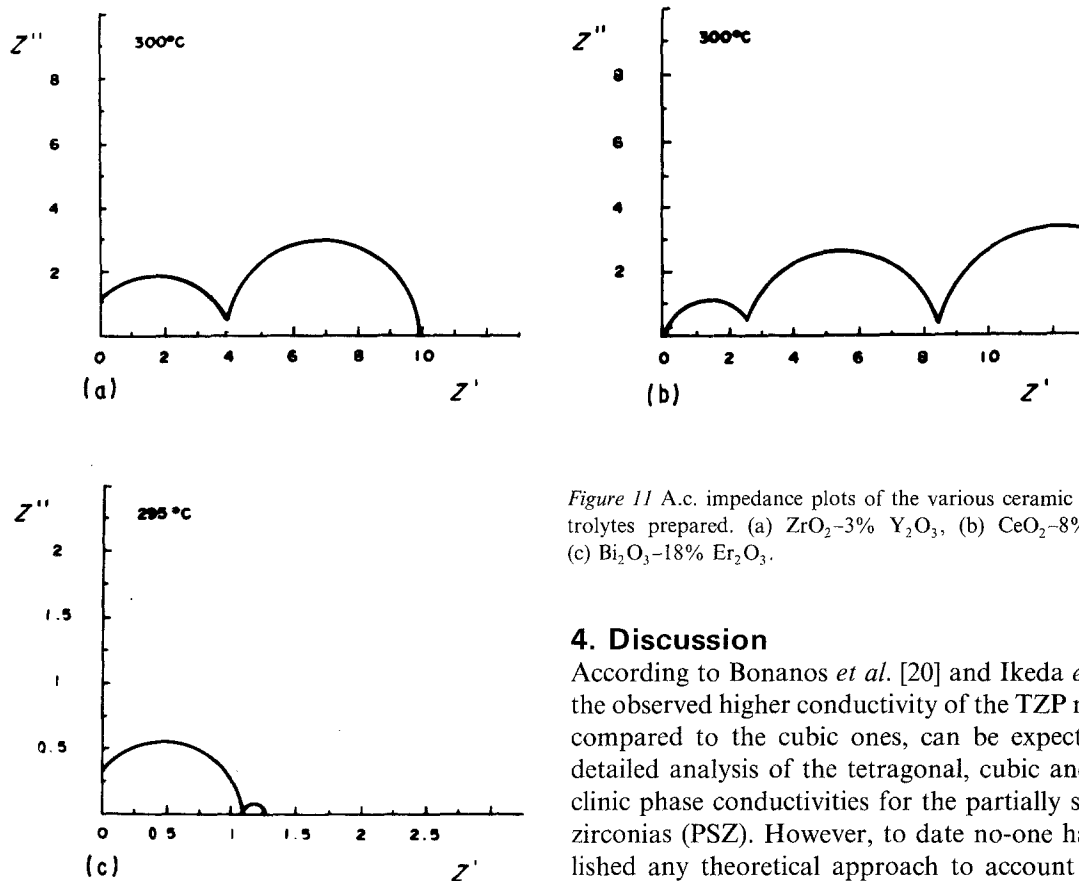 Z'' 300°C
8
6
4
2
0 2 4 6 8 10
(a) Z'
Z'' 300°C
8
6
4
2
0 2 4 6 8 10
(b) Z'
Z'' 295°C
2
1.5
1
0.5
0 0.5 1 1.5 2 2.5
(c) Z'
Figure 11 A.c. impedance plots of the various ceramic
trolytes prepared. (a) ZrO₂–3% Y₂O₃, (b) CeO₂–8%
(c) Bi₂O₃–18% Er₂O₃.
4. Discussion
According to Bonanos et al. [20] and Ikeda e
the observed higher conductivity of the TZP
compared to the cubic ones, can be expect
detailed analysis of the tetragonal, cubic an
clinic phase conductivities for the partially s
zirconias (PSZ). However, to date no-one ha
lished any theoretical approach to account